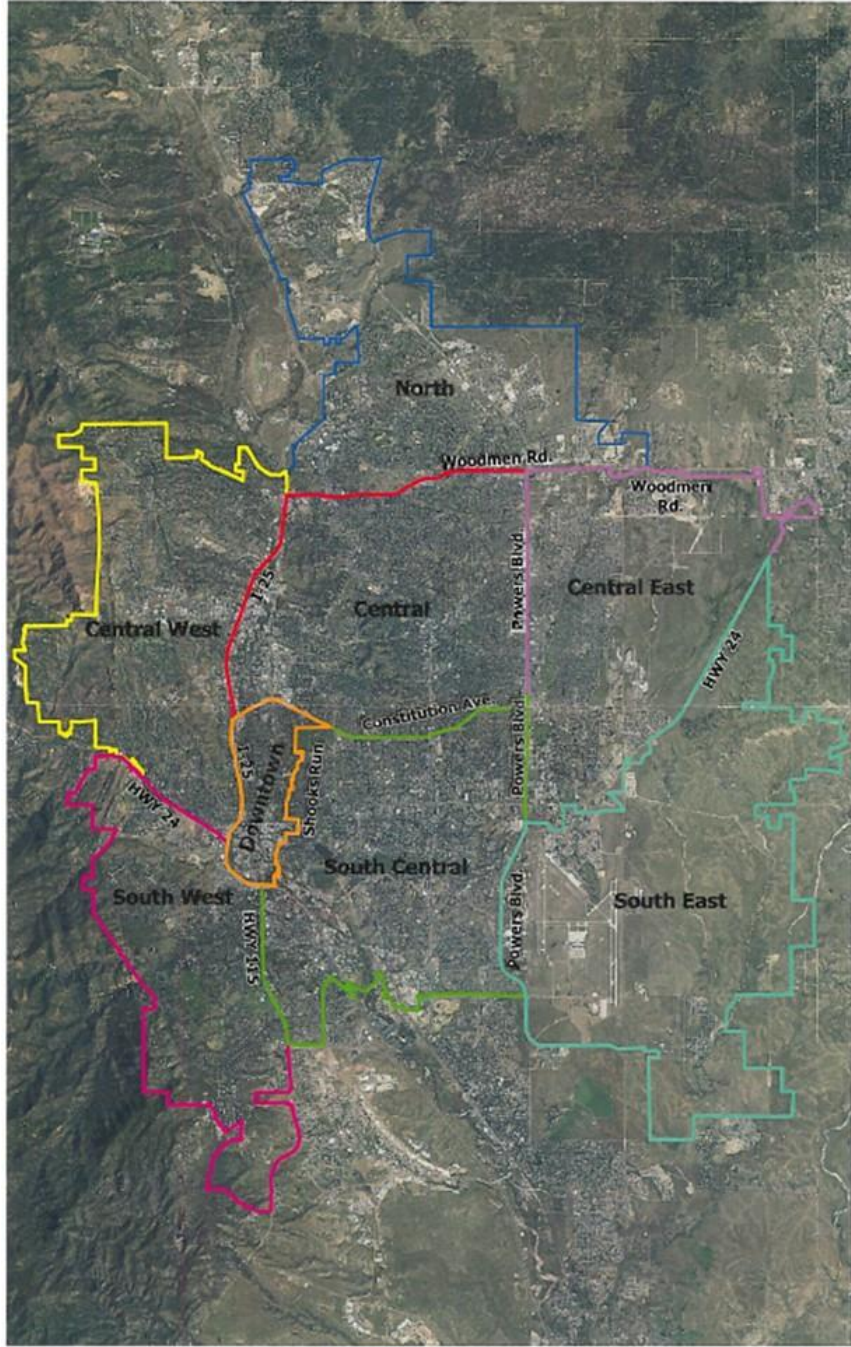 North
Woodmen Rd.
Woodmen
Rd.
I 25
Powers Blvd.
Central
Central East
Central West
HWY 24
Constitution Ave
Powers Blvd.
I-25
Downtown
Shooks Run
HWY 24
South Central
South West
Powers Blvd.
South East
HWY 115